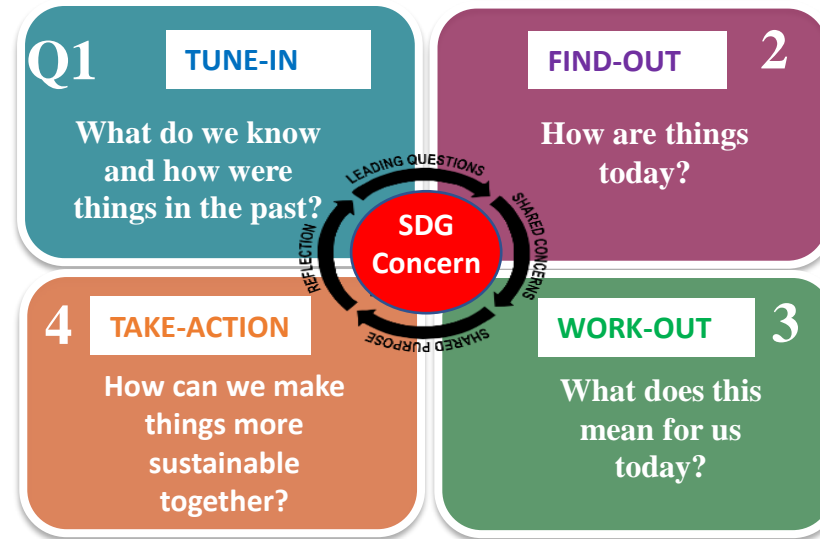 Q1
TUNE-IN
What do we know
and how were
things in the past?
2
FIND-OUT
How are things
today?
LEADING QUESTIONS
SHARED CONCERNS
SHARED PURPOSE
REFLECTION
SDG
Concern
3
WORK-OUT
What does this
mean for us
today?
4
TAKE-ACTION
How can we make
things more
sustainable
together?